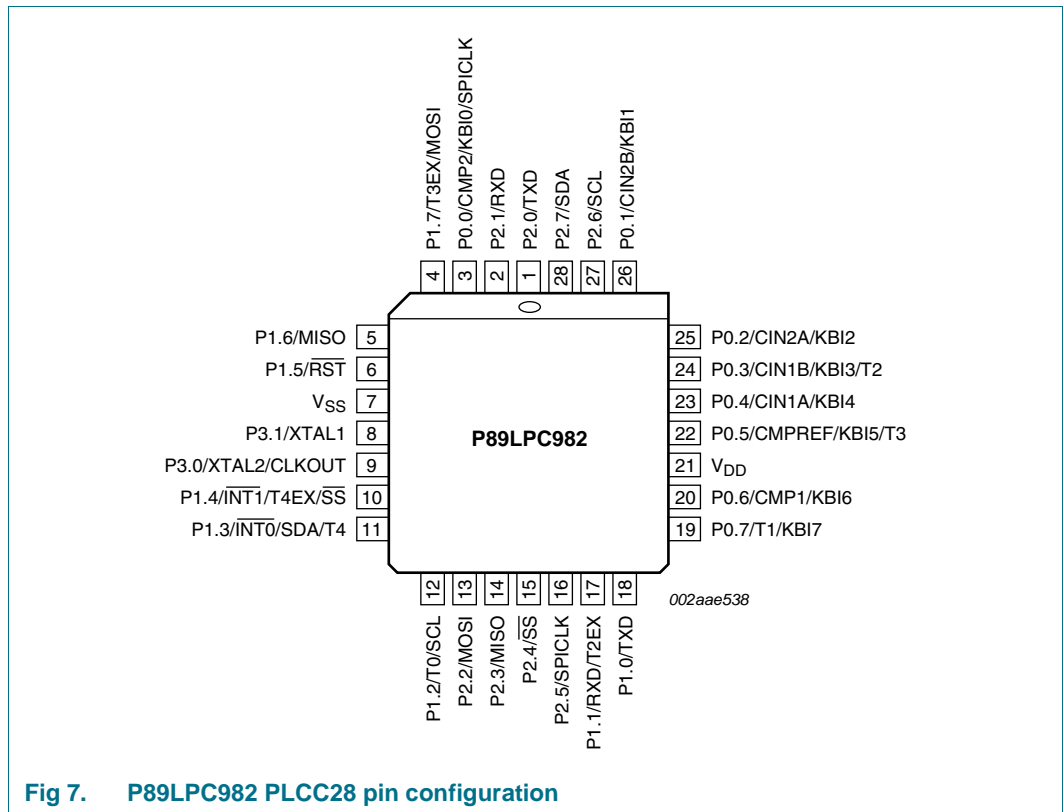 P1.7/T3EX/MOSI
P0.0/CMP2/KBI0/SPICLK
P2.1/RXD
P2.0/TXD
P2.7/SDA
P2.6/SCL
P0.1/CIN2B/KBI1
4
3
2
1
28
27
26
P1.6/MISO 5
P1.5/R̅S̅T̅ 6
VSS 7
P3.1/XTAL1 8
P3.0/XTAL2/CLKOUT 9
P1.4/I̅N̅T̅1̅/T4EX/S̅S̅ 10
P1.3/I̅N̅T̅0̅/SDA/T4 11
P89LPC982
25 P0.2/CIN2A/KBI2
24 P0.3/CIN1B/KBI3/T2
23 P0.4/CIN1A/KBI4
22 P0.5/CMPREF/KBI5/T3
21 VDD
20 P0.6/CMP1/KBI6
19 P0.7/T1/KBI7
12
13
14
15
16
17
18
P1.2/T0/SCL
P2.2/MOSI
P2.3/MISO
P2.4/S̅S̅
P2.5/SPICLK
P1.1/RXD/T2EX
P1.0/TXD
002aae538
Fig 7. P89LPC982 PLCC28 pin configuration